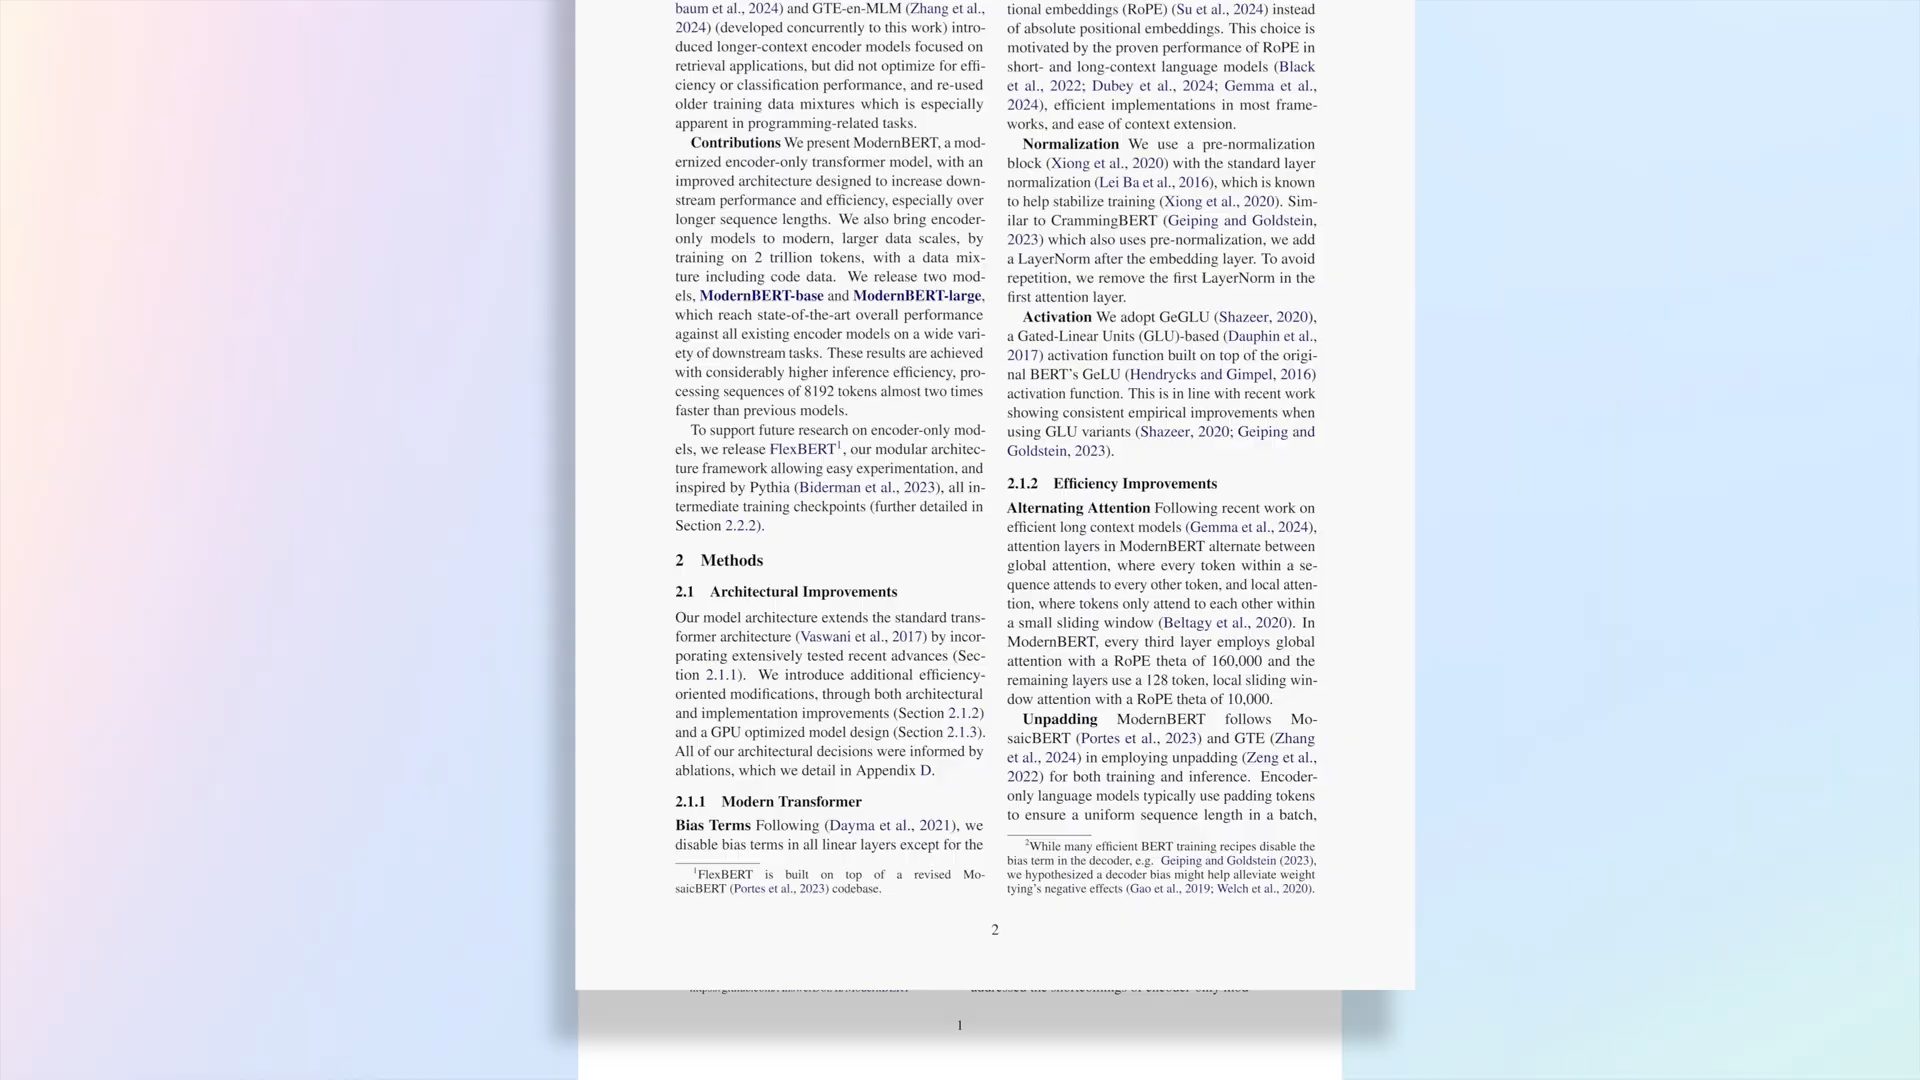 baum et al., 2024) and GTE-en-MLM (Zhang et al.,
2024) (developed concurrently to this work) intro-
duced longer-context encoder models focused on
retrieval applications, but did not optimize for effi-
ciency or classification performance, and re-used
older training data mixtures which is especially
apparent in programming-related tasks.
Contributions We present ModernBERT, a mod-
ernized encoder-only transformer model, with an
improved architecture designed to increase down-
stream performance and efficiency, especially over
longer sequence lengths. We also bring encoder-
only models to modern, larger data scales, by
training on 2 trillion tokens, with a data mix-
ture including code data. We release two mod-
els, ModernBERT-base and ModernBERT-large,
which reach state-of-the-art overall performance
against all existing encoder models on a wide vari-
ety of downstream tasks. These results are achieved
with considerably higher inference efficiency, pro-
cessing sequences of 8192 tokens almost two times
faster than previous models.
To support future research on encoder-only mod-
els, we release FlexBERT1, our modular architec-
ture framework allowing easy experimentation, and
inspired by Pythia (Biderman et al., 2023), all in-
termediate training checkpoints (further detailed in
Section 2.2.2).
2 Methods
2.1 Architectural Improvements
Our model architecture extends the standard trans-
former architecture (Vaswani et al., 2017) by incor-
porating extensively tested recent advances (Sec-
tion 2.1.1). We introduce additional efficiency-
oriented modifications, through both architectural
and implementation improvements (Section 2.1.2)
and a GPU optimized model design (Section 2.1.3).
All of our architectural decisions were informed by
ablations, which we detail in Appendix D.
2.1.1 Modern Transformer
Bias Terms Following (Dayma et al., 2021), we
disable bias terms in all linear layers except for the
1FlexBERT is built on top of a revised Mo-
saicBERT (Portes et al., 2023) codebase.
tional embeddings (RoPE) (Su et al., 2024) instead
of absolute positional embeddings. This choice is
motivated by the proven performance of RoPE in
short- and long-context language models (Black
et al., 2022; Dubey et al., 2024; Gemma et al.,
2024), efficient implementations in most frame-
works, and ease of context extension.
Normalization We use a pre-normalization
block (Xiong et al., 2020) with the standard layer
normalization (Lei Ba et al., 2016), which is known
to help stabilize training (Xiong et al., 2020). Sim-
ilar to CrammingBERT (Geiping and Goldstein,
2023) which also uses pre-normalization, we add
a LayerNorm after the embedding layer. To avoid
repetition, we remove the first LayerNorm in the
first attention layer.
Activation We adopt GeGLU (Shazeer, 2020),
a Gated-Linear Units (GLU)-based (Dauphin et al.,
2017) activation function built on top of the origi-
nal BERT's GeLU (Hendrycks and Gimpel, 2016)
activation function. This is in line with recent work
showing consistent empirical improvements when
using GLU variants (Shazeer, 2020; Geiping and
Goldstein, 2023).
2.1.2 Efficiency Improvements
Alternating Attention Following recent work on
efficient long context models (Gemma et al., 2024),
attention layers in ModernBERT alternate between
global attention, where every token within a se-
quence attends to every other token, and local atten-
tion, where tokens only attend to each other within
a small sliding window (Beltagy et al., 2020). In
ModernBERT, every third layer employs global
attention with a RoPE theta of 160,000 and the
remaining layers use a 128 token, local sliding win-
dow attention with a RoPE theta of 10,000.
Unpadding ModernBERT follows Mo-
saicBERT (Portes et al., 2023) and GTE (Zhang
et al., 2024) in employing unpadding (Zeng et al.,
2022) for both training and inference. Encoder-
only language models typically use padding tokens
to ensure a uniform sequence length in a batch,
2While many efficient BERT training recipes disable the
bias term in the decoder, e.g. Geiping and Goldstein (2023),
we hypothesized a decoder bias might help alleviate weight
tying's negative effects (Gao et al., 2019; Welch et al., 2020).
2
addressed the shortcomings of encoder-only mod-
1